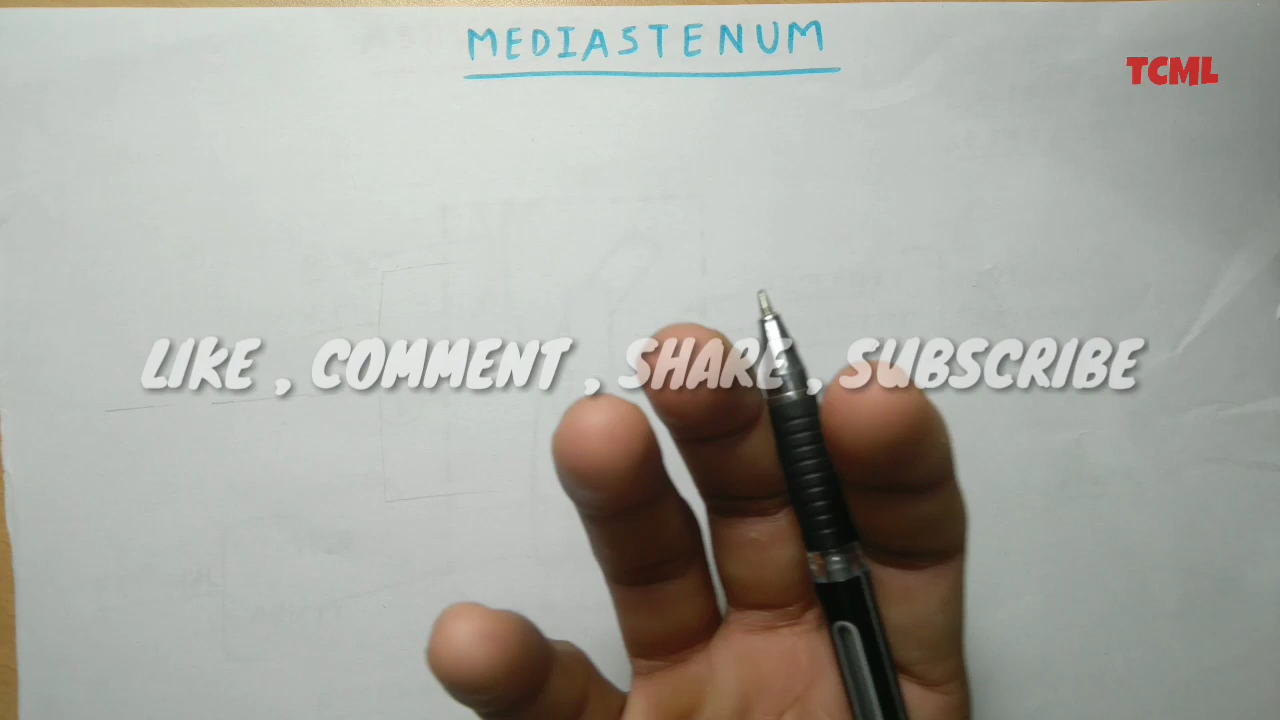 MEDIASTENUM
TCML
LIKE , COMMENT , SHARE , SUBSCRIBE